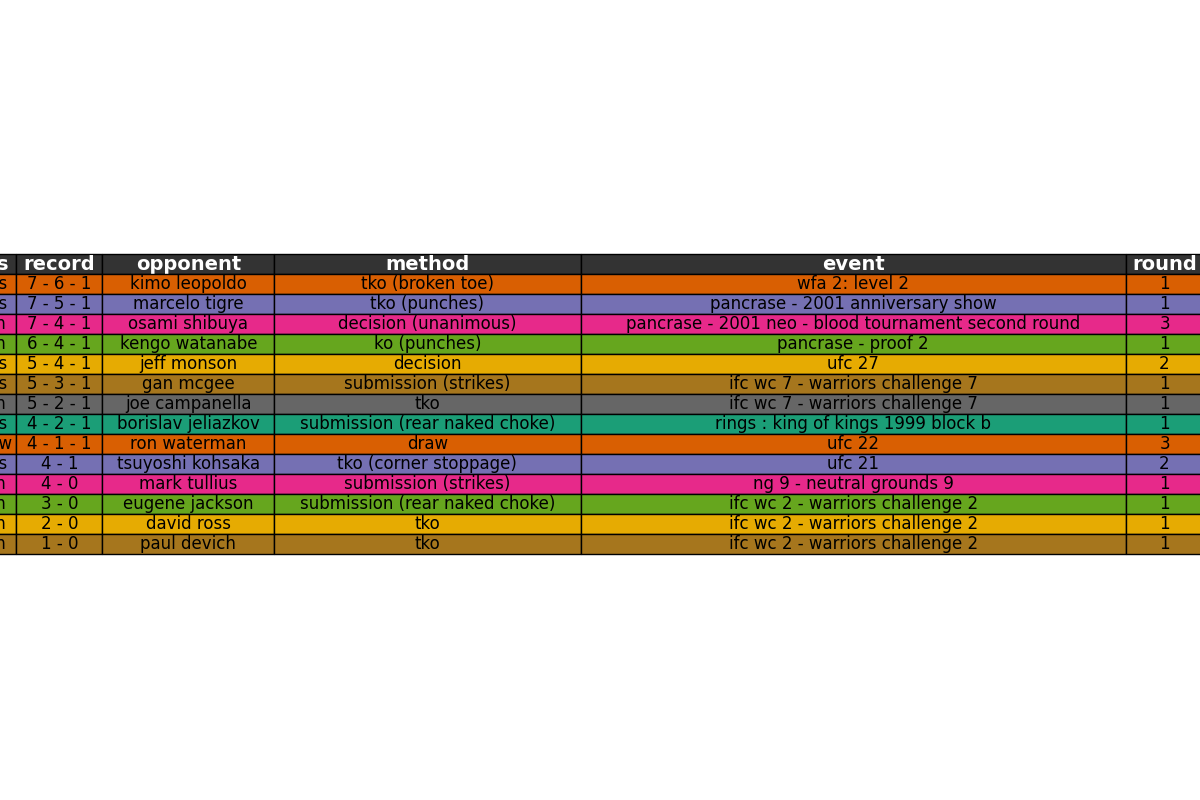 s record opponent method event round
s 7 - 6 - 1 kimo leopoldo tko (broken toe) wfa 2: level 2 1
s 7 - 5 - 1 marcelo tigre tko (punches) pancrase - 2001 anniversary show 1
n 7 - 4 - 1 osami shibuya decision (unanimous) pancrase - 2001 neo - blood tournament second round 3
n 6 - 4 - 1 kengo watanabe ko (punches) pancrase - proof 2 1
s 5 - 4 - 1 jeff monson decision ufc 27 2
s 5 - 3 - 1 gan mcgee submission (strikes) ifc wc 7 - warriors challenge 7 1
n 5 - 2 - 1 joe campanella tko ifc wc 7 - warriors challenge 7 1
s 4 - 2 - 1 borislav jeliazkov submission (rear naked choke) rings : king of kings 1999 block b 1
w 4 - 1 - 1 ron waterman draw ufc 22 3
s 4 - 1 tsuyoshi kohsaka tko (corner stoppage) ufc 21 2
n 4 - 0 mark tullius submission (strikes) ng 9 - neutral grounds 9 1
n 3 - 0 eugene jackson submission (rear naked choke) ifc wc 2 - warriors challenge 2 1
n 2 - 0 david ross tko ifc wc 2 - warriors challenge 2 1
n 1 - 0 paul devich tko ifc wc 2 - warriors challenge 2 1